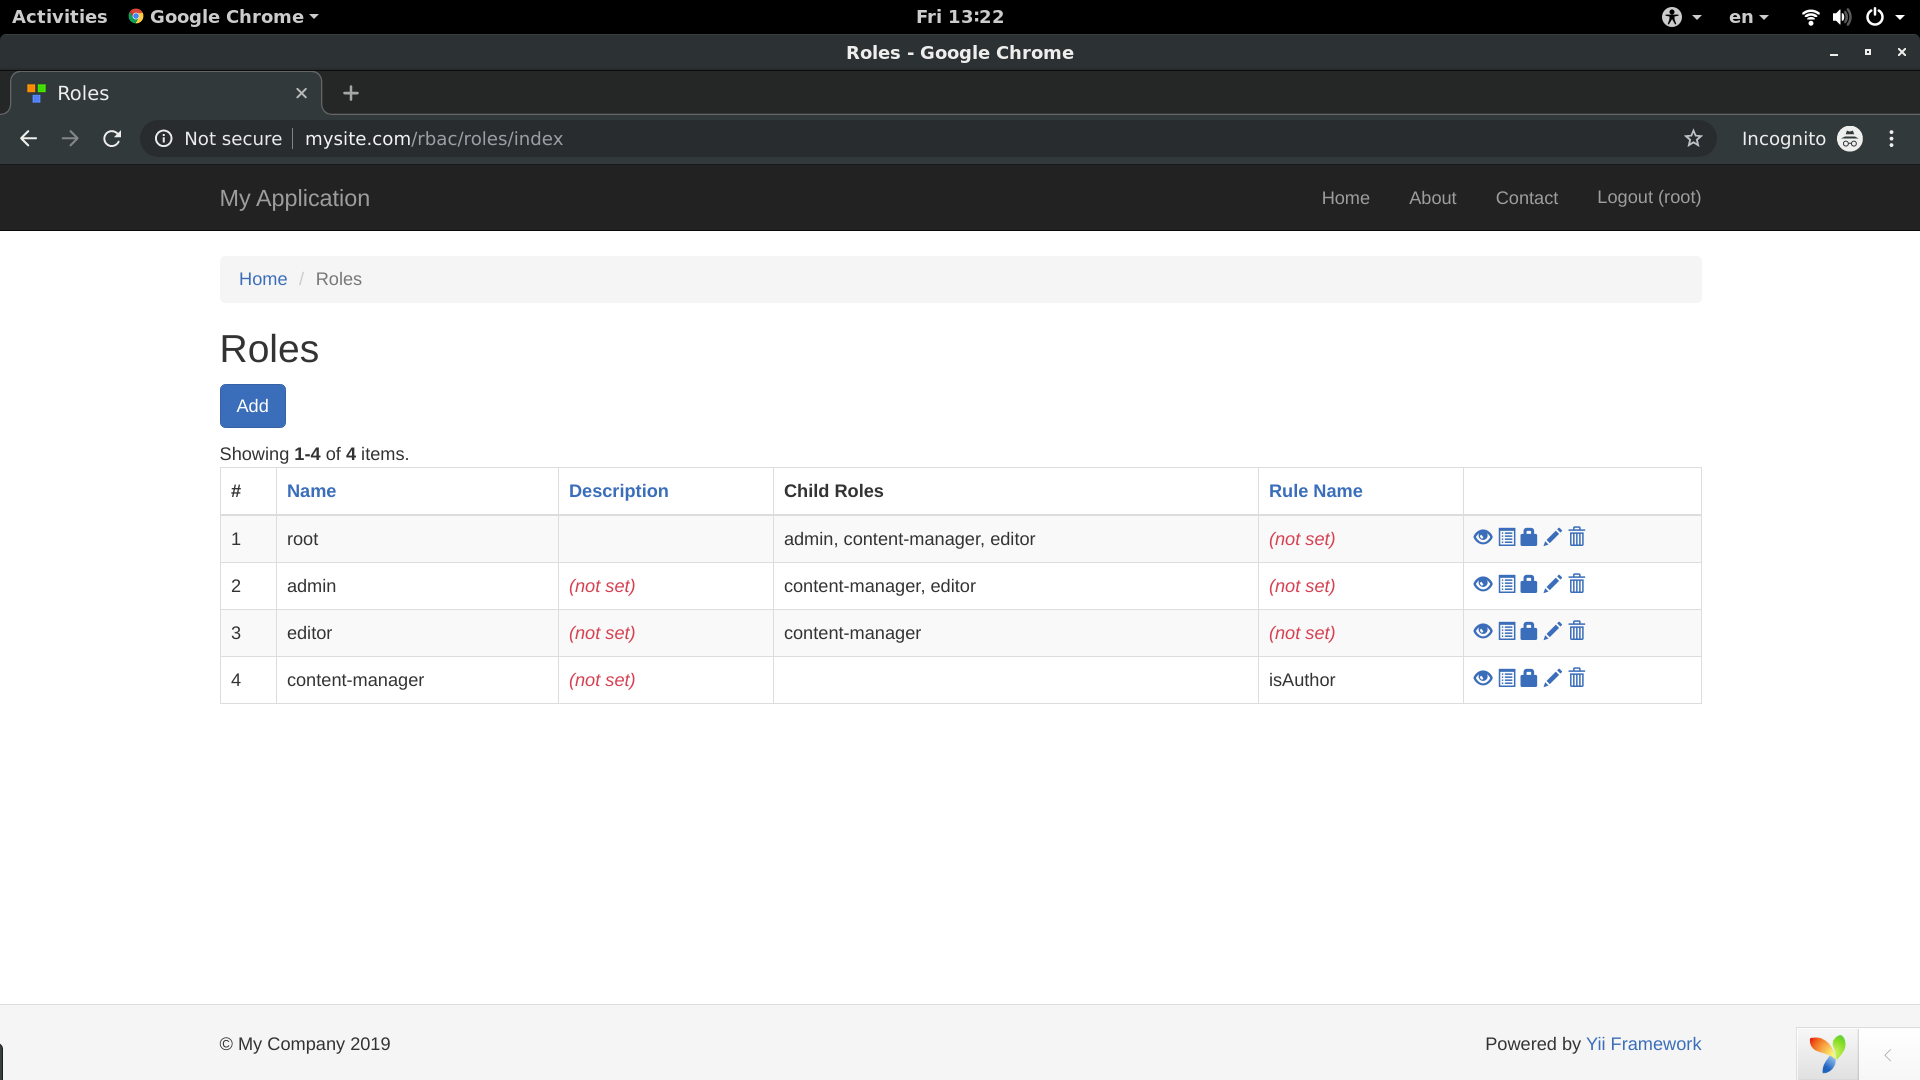 Activities Google Chrome Fri 13:22 en
Roles - Google Chrome
Roles
Not secure mysite.com/rbac/roles/index Incognito
My Application Home About Contact Logout (root)
Home / Roles
Roles
Add
Showing 1-4 of 4 items.
# Name Description Child Roles Rule Name
1 root admin, content-manager, editor (not set)
2 admin (not set) content-manager, editor (not set)
3 editor (not set) content-manager (not set)
4 content-manager (not set) isAuthor
© My Company 2019 Powered by Yii Framework